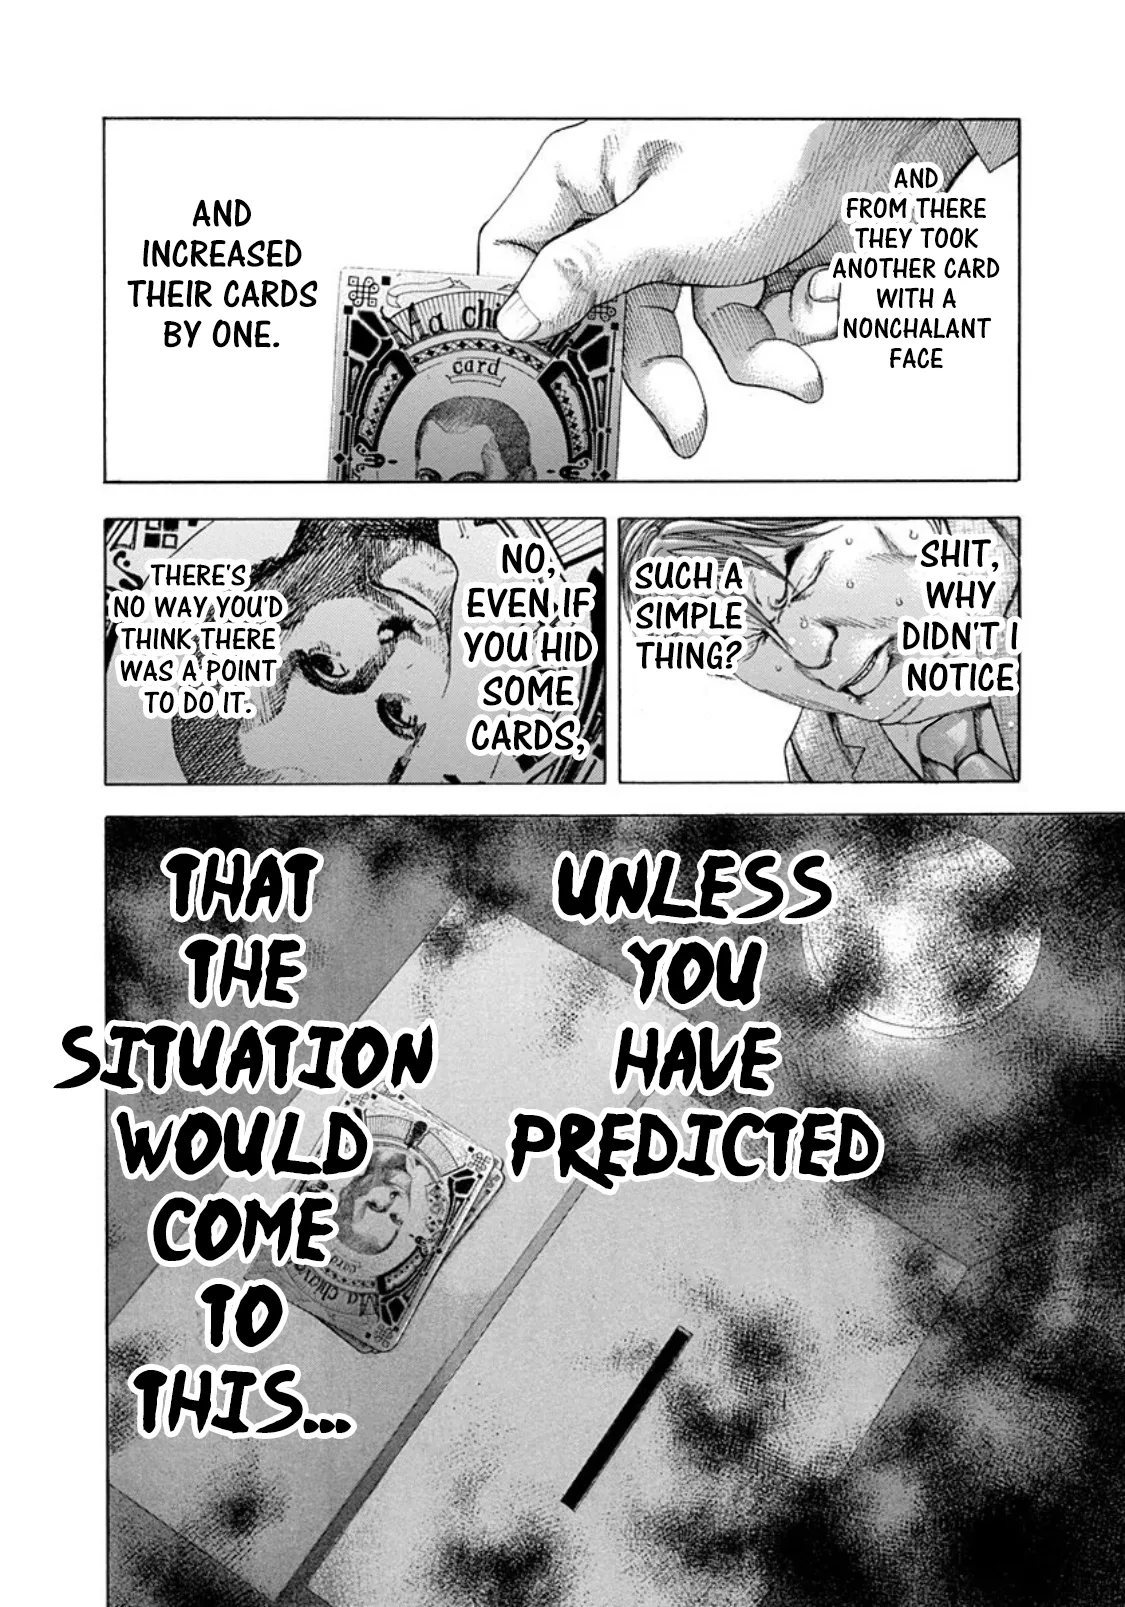 AND
FROM THERE
THEY TOOK
ANOTHER CARD
WITH A
NONCHALANT
FACE
AND
INCREASED
THEIR CARDS
BY ONE.
card
SHIT,
WHY
DIDN'T I
NOTICE
SUCH A
SIMPLE
THING?
NO,
EVEN IF
YOU HID
SOME
CARDS,
THERE'S
NO WAY YOU'D
THINK THERE
WAS A POINT
TO DO IT.
UNLESS
YOU
HAVE
PREDICTED
THAT
THE
SITUATION
WOULD
COME
TO
THIS...
card